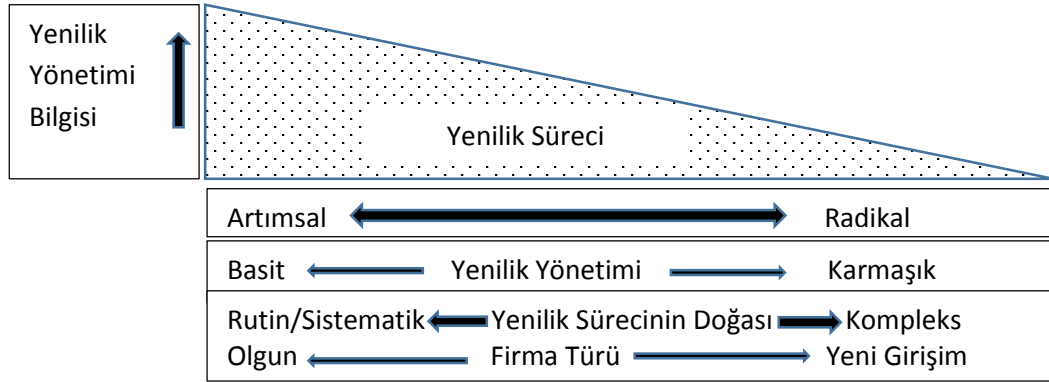 Yenilik
Yönetimi
Bilgisi
Yenilik Süreci
Artımsal Radikal
Basit Yenilik Yönetimi Karmaşık
Rutin/Sistematik Yenilik Sürecinin Doğası Kompleks
Olgun Firma Türü Yeni Girişim